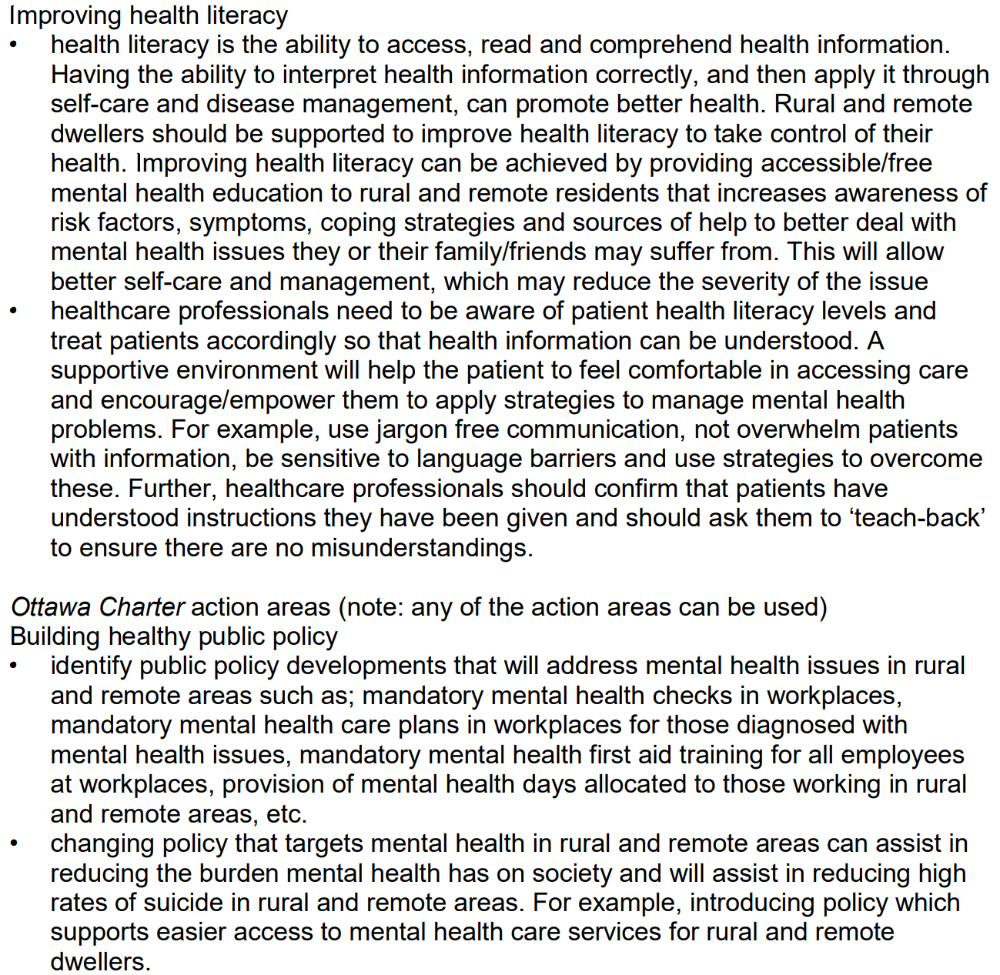 Improving health literacy
• health literacy is the ability to access, read and comprehend health information.
Having the ability to interpret health information correctly, and then apply it through
self-care and disease management, can promote better health. Rural and remote
dwellers should be supported to improve health literacy to take control of their
health. Improving health literacy can be achieved by providing accessible/free
mental health education to rural and remote residents that increases awareness of
risk factors, symptoms, coping strategies and sources of help to better deal with
mental health issues they or their family/friends may suffer from. This will allow
better self-care and management, which may reduce the severity of the issue
• healthcare professionals need to be aware of patient health literacy levels and
treat patients accordingly so that health information can be understood. A
supportive environment will help the patient to feel comfortable in accessing care
and encourage/empower them to apply strategies to manage mental health
problems. For example, use jargon free communication, not overwhelm patients
with information, be sensitive to language barriers and use strategies to overcome
these. Further, healthcare professionals should confirm that patients have
understood instructions they have been given and should ask them to ‘teach-back’
to ensure there are no misunderstandings.
Ottawa Charter action areas (note: any of the action areas can be used)
Building healthy public policy
• identify public policy developments that will address mental health issues in rural
and remote areas such as; mandatory mental health checks in workplaces,
mandatory mental health care plans in workplaces for those diagnosed with
mental health issues, mandatory mental health first aid training for all employees
at workplaces, provision of mental health days allocated to those working in rural
and remote areas, etc.
• changing policy that targets mental health in rural and remote areas can assist in
reducing the burden mental health has on society and will assist in reducing high
rates of suicide in rural and remote areas. For example, introducing policy which
supports easier access to mental health care services for rural and remote
dwellers.